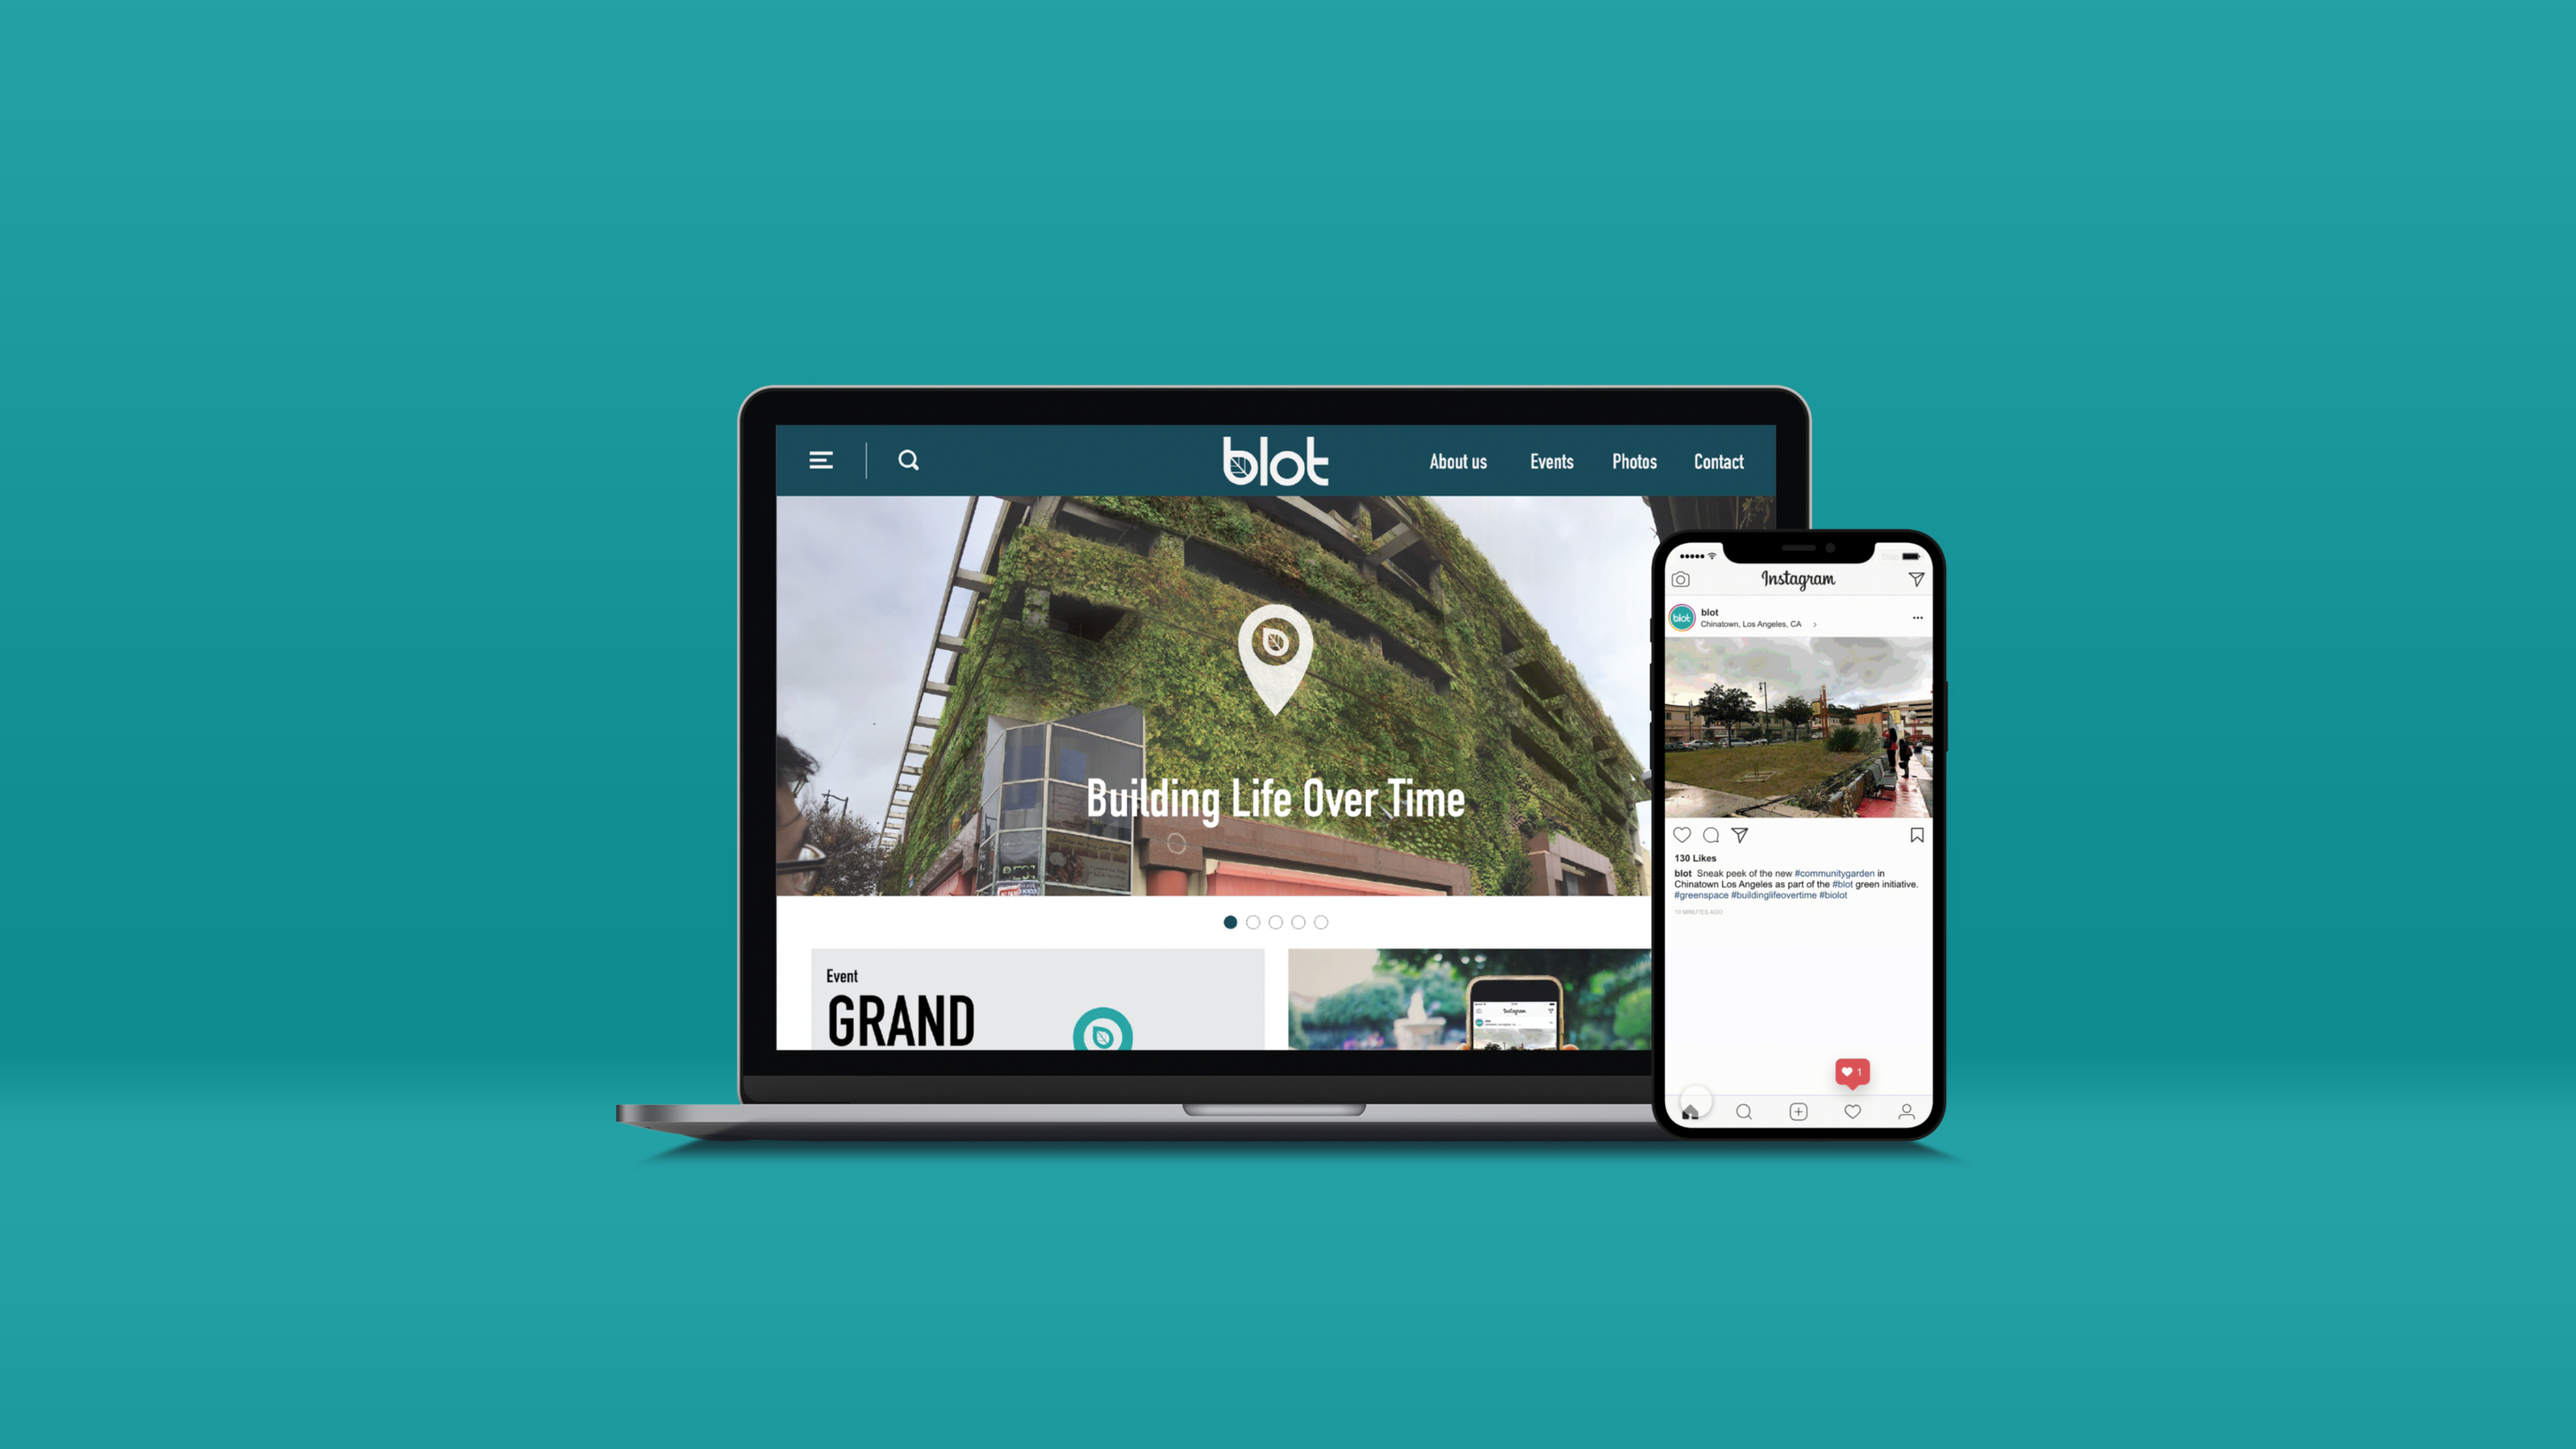 blot
About us Events Photos Contact
Building Life Over Time
Event
GRAND
Instagram
blot
blot
Chinatown, Los Angeles, CA
130 Likes
blot Sneak peek of the new #communitygarden in
Chinatown Los Angeles as part of the #blot green initiative.
#greenspace #buildinglifeovertime #biolot
1
Instagram